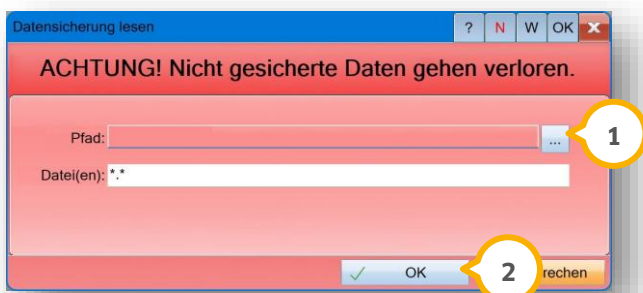 Datensicherung lesen ? N W OK X
ACHTUNG! Nicht gesicherte Daten gehen verloren.
Pfad: ... 1
Datei(en): *.*
OK 2 rechen